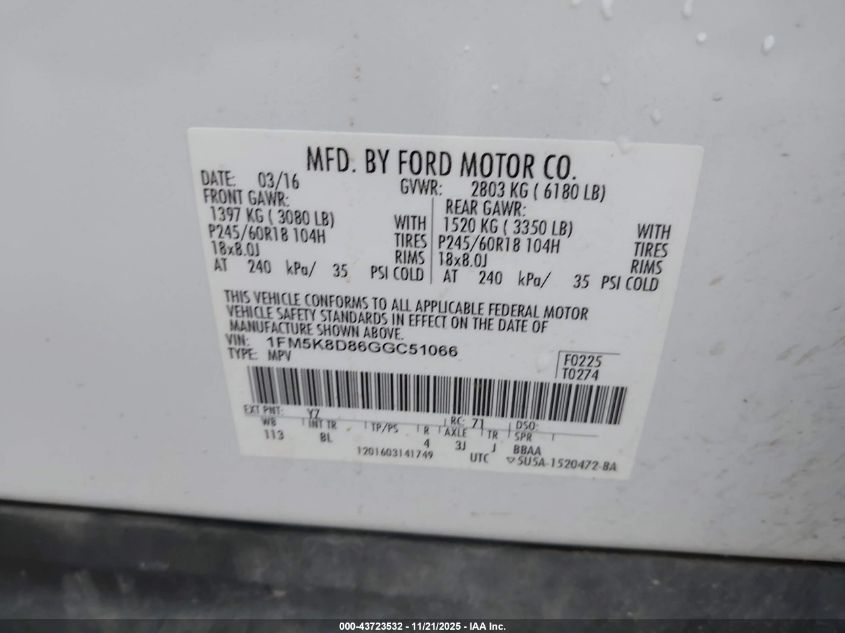 MFD. BY FORD MOTOR CO.
DATE: 03/16 GVWR: 2803 KG ( 6180 LB)
FRONT GAWR: REAR GAWR:
1397 KG ( 3080 LB) WITH 1520 KG ( 3350 LB) WITH
P245/60R18 104H TIRES P245/60R18 104H TIRES
18x8.0J RIMS 18x8.0J RIMS
AT 240 kPa/ 35 PSI COLD AT 240 kPa/ 35 PSI COLD
THIS VEHICLE CONFORMS TO ALL APPLICABLE FEDERAL MOTOR
VEHICLE SAFETY STANDARDS IN EFFECT ON THE DATE OF
MANUFACTURE SHOWN ABOVE.
VIN: 1FM5K8D86GGC51066
TYPE: MPV
F0225
T0274
EXT PNT: YZ RC: 71 DSO:
WB INT TR TP/PS R AXLE TR SPR
113 BL 4 3J J BBAA
1201603141749 UTC ▽5U5A-1520472-BA
000-43723532 - 11/21/2025 - IAA Inc.